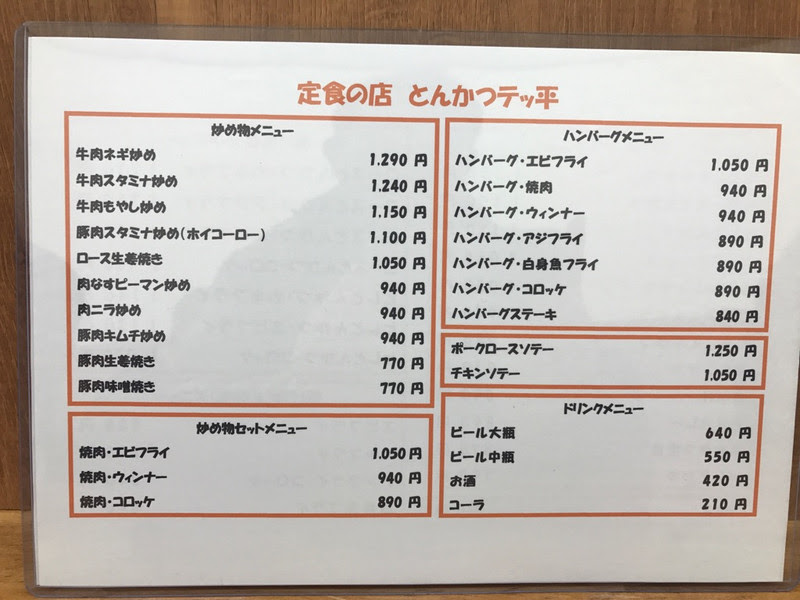 定食の店 とんかつテッ平
炒め物メニュー
牛肉ネギ炒め 1.290 円
牛肉スタミナ炒め 1.240 円
牛肉もやし炒め 1.150 円
豚肉スタミナ炒め(ホイコーロー) 1.100 円
ロース生姜焼き 1.050 円
肉なすピーマン炒め 940 円
肉ニラ炒め 940 円
豚肉キムチ炒め 940 円
豚肉生姜焼き 770 円
豚肉味噌焼き 770 円
炒め物セットメニュー
焼肉・エビフライ 1.050 円
焼肉・ウィンナー 940 円
焼肉・コロッケ 890 円
ハンバーグメニュー
ハンバーグ・エビフライ 1.050 円
ハンバーグ・焼肉 940 円
ハンバーグ・ウィンナー 940 円
ハンバーグ・アジフライ 890 円
ハンバーグ・白身魚フライ 890 円
ハンバーグ・コロッケ 890 円
ハンバーグステーキ 840 円
ポークロースソテー 1.250 円
チキンソテー 1.050 円
ドリンクメニュー
ビール大瓶 640 円
ビール中瓶 550 円
お酒 420 円
コーラ 210 円